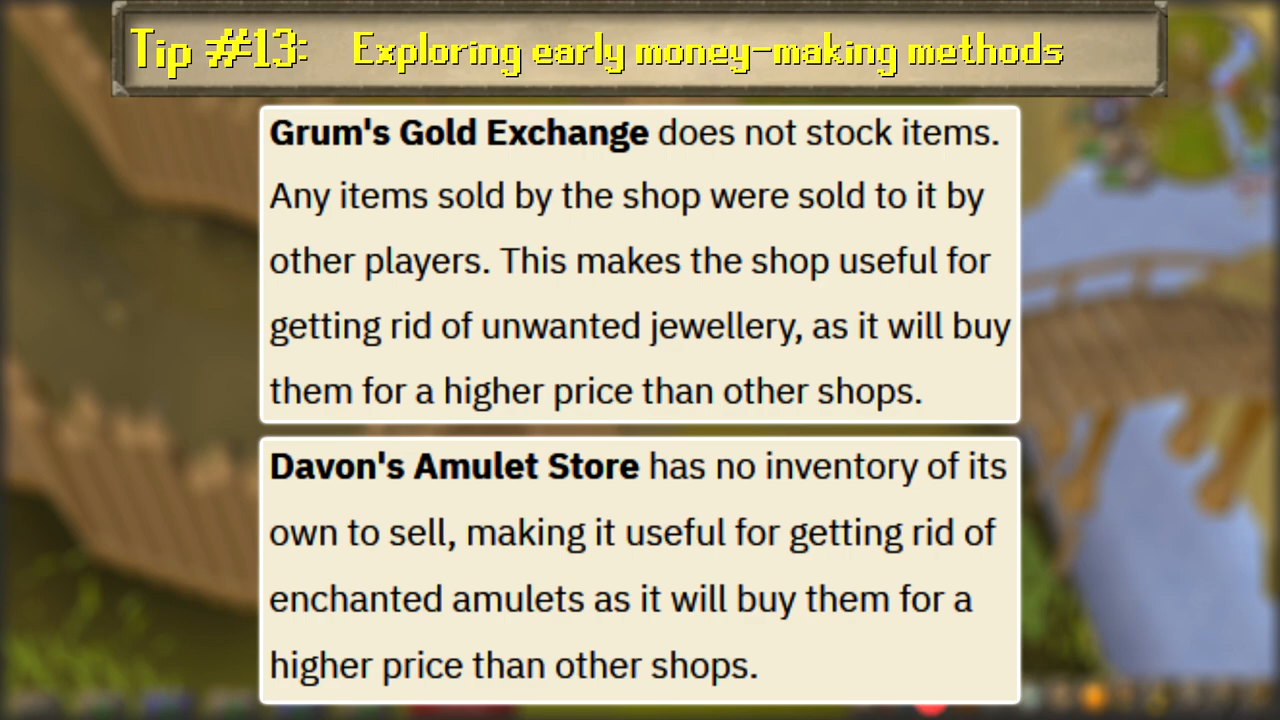 Tip #13: Exploring early money-making methods
Grum's Gold Exchange does not stock items.
Any items sold by the shop were sold to it by
other players. This makes the shop useful for
getting rid of unwanted jewellery, as it will buy
them for a higher price than other shops.
Davon's Amulet Store has no inventory of its
own to sell, making it useful for getting rid of
enchanted amulets as it will buy them for a
higher price than other shops.